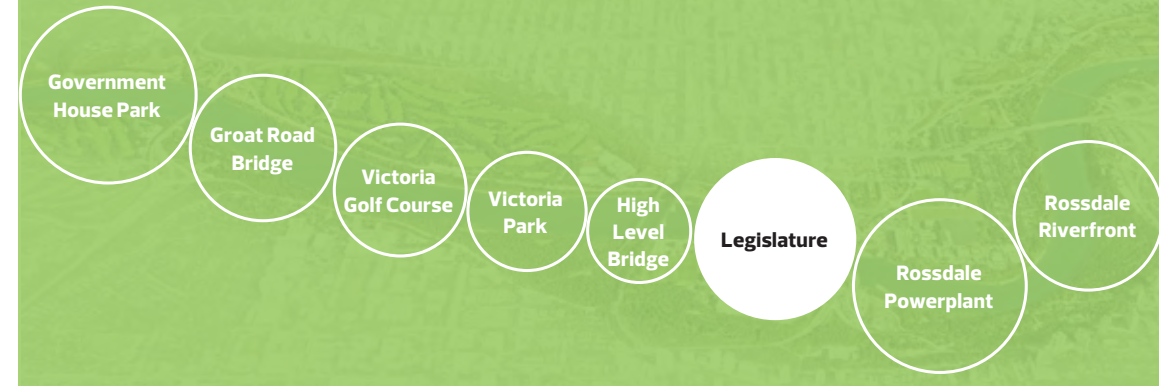 Government
House Park
Groat Road
Bridge
Victoria
Golf Course
Victoria
Park
High
Level
Bridge
Legislature
Rossdale
Powerplant
Rossdale
Riverfront